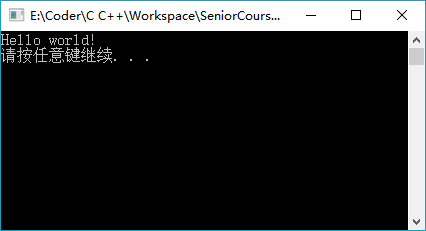 E:\Coder\C C++\Workspace\SeniorCours...
Hello world!
请按任意键继续. . .